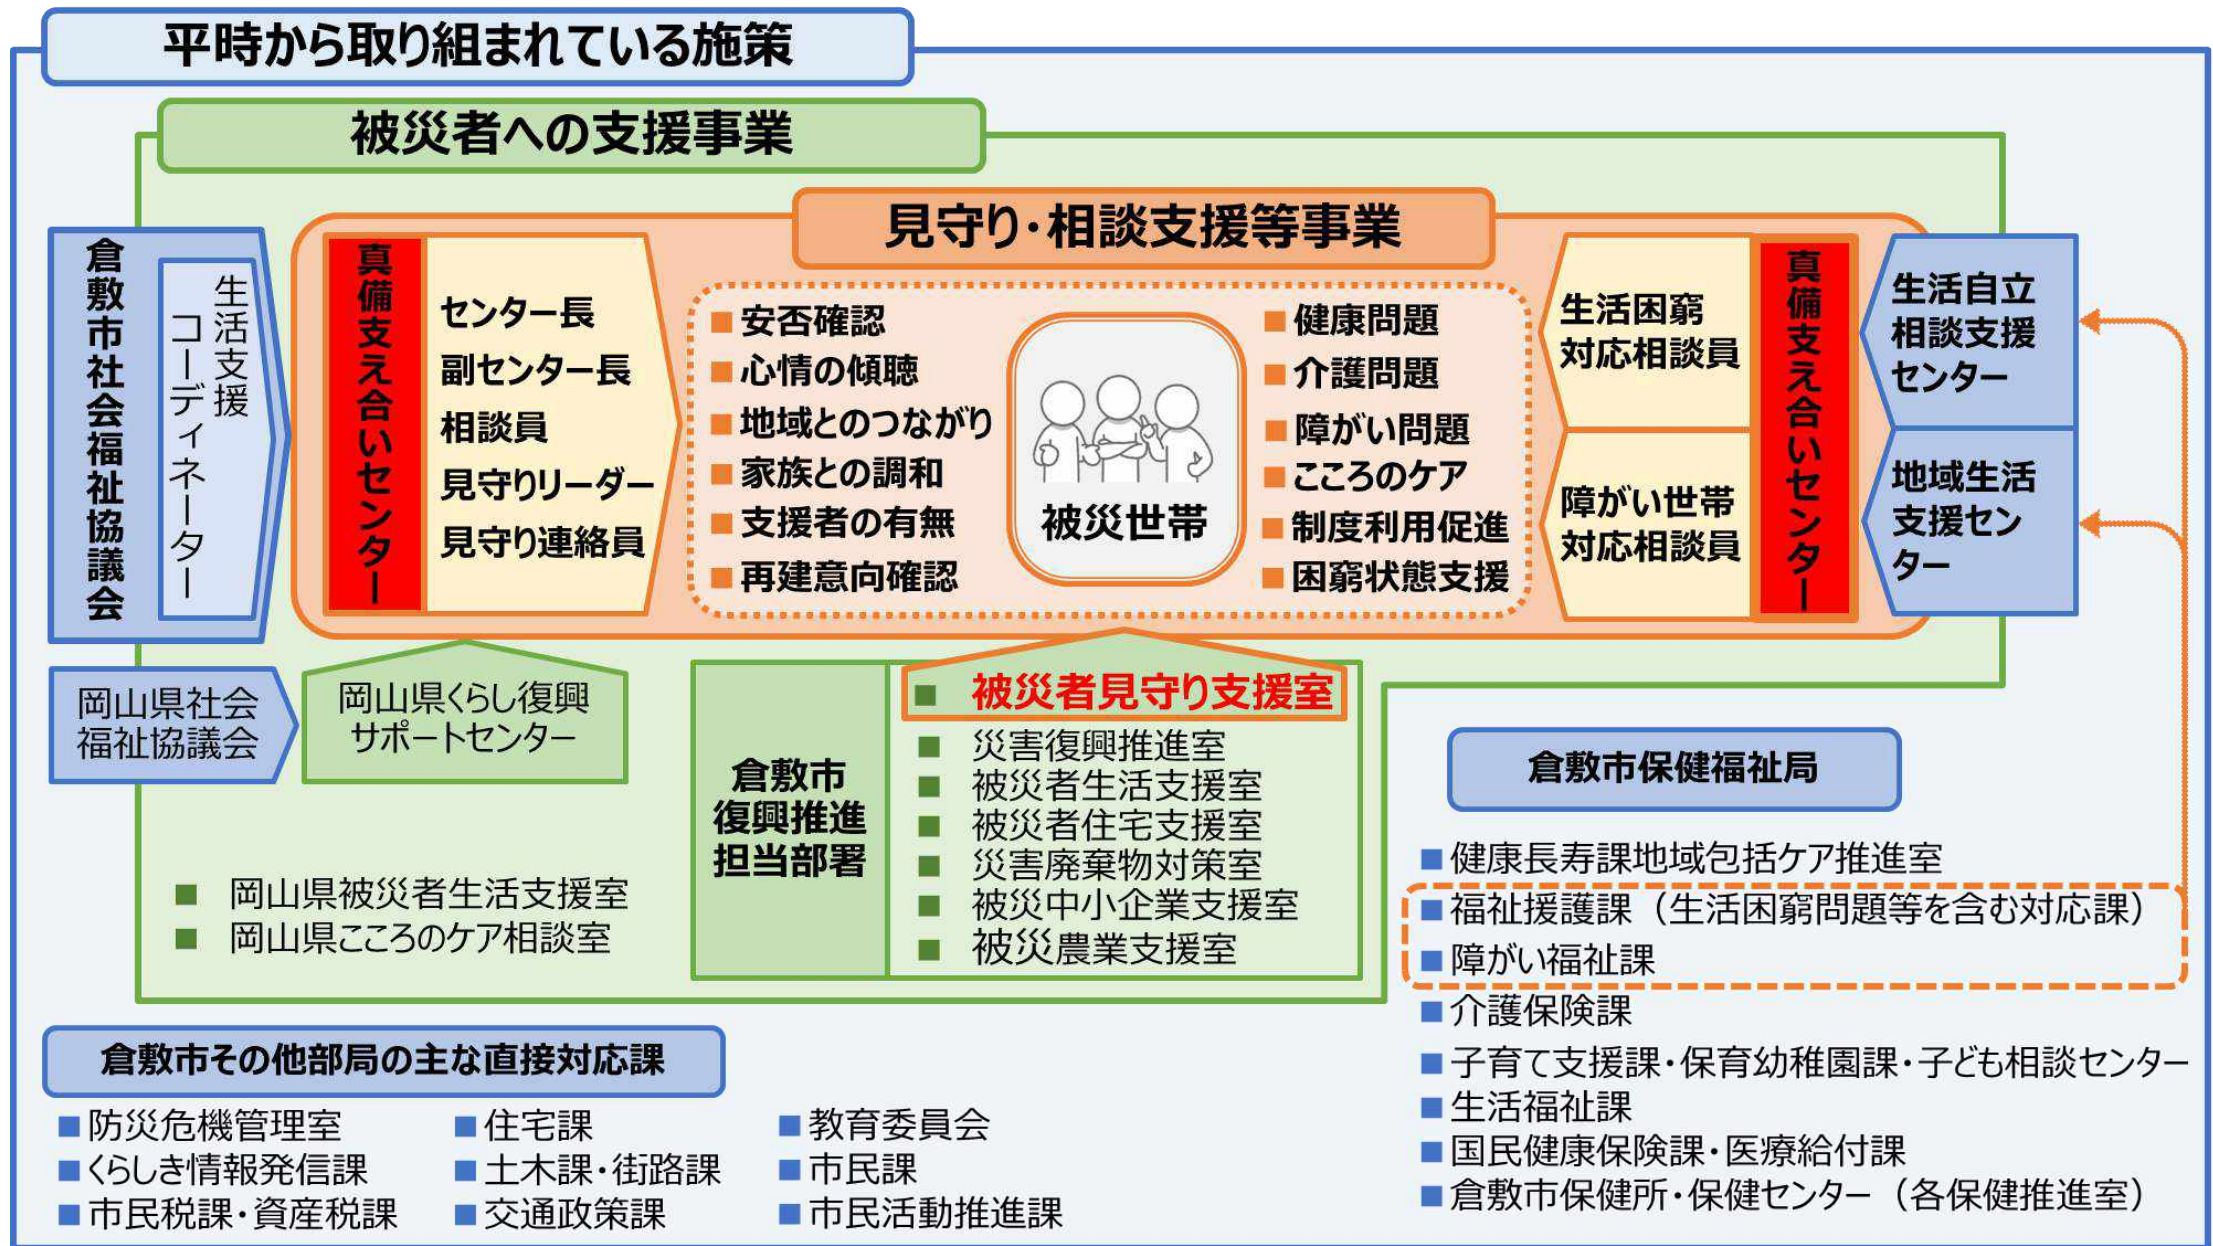 平時から取り組まれている施策
被災者への支援事業
見守り・相談支援等事業
倉敷市社会福祉協議会
生活支援
コーディネーター
真備支え合いセンター
センター長
副センター長
相談員
見守りリーダー
見守り連絡員
■安否確認
■心情の傾聴
■地域とのつながり
■家族との調和
■支援者の有無
■再建意向確認
被災世帯
■健康問題
■介護問題
■障がい問題
■こころのケア
■制度利用促進
■困窮状態支援
生活困窮
対応相談員
障がい世帯
対応相談員
真備支え合いセンター
生活自立
相談支援
センター
地域生活
支援セン
ター
岡山県社会
福祉協議会
岡山県くらし復興
サポートセンター
■ 岡山県被災者生活支援室
■ 岡山県こころのケア相談室
倉敷市
復興推進
担当部署
■ 被災者見守り支援室
■ 災害復興推進室
■ 被災者生活支援室
■ 被災者住宅支援室
■ 災害廃棄物対策室
■ 被災中小企業支援室
■ 被災農業支援室
倉敷市保健福祉局
■健康長寿課地域包括ケア推進室
■福祉援護課（生活困窮問題等を含む対応課）
■障がい福祉課
■介護保険課
■子育て支援課・保育幼稚園課・子ども相談センター
■生活福祉課
■国民健康保険課・医療給付課
■倉敷市保健所・保健センター（各保健推進室）
倉敷市その他部局の主な直接対応課
■防災危機管理室
■くらしき情報発信課
■市民税課・資産税課
■住宅課
■土木課・街路課
■交通政策課
■教育委員会
■市民課
■市民活動推進課